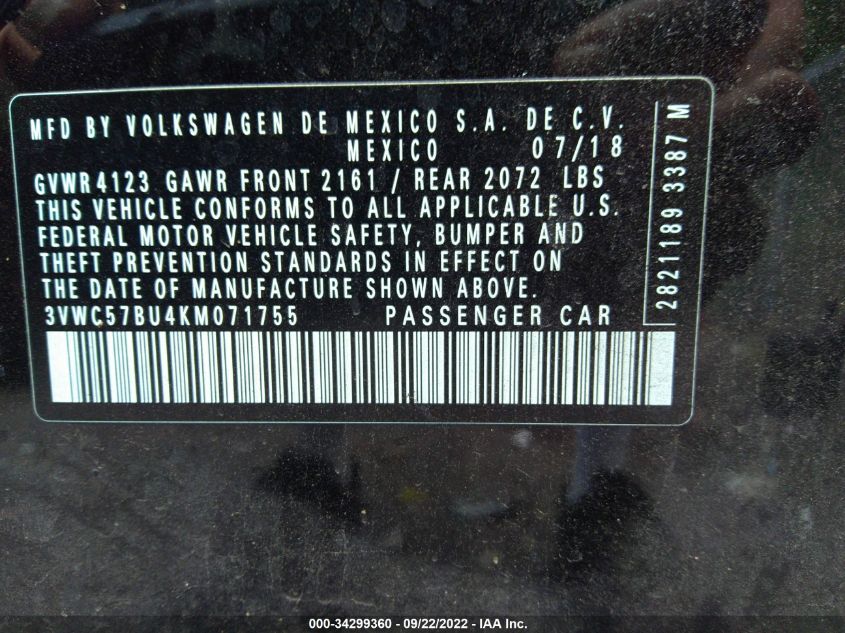 MFD BY VOLKSWAGEN DE MEXICO S.A. DE C.V.
MEXICO 07/18
GVWR 4123 GAWR FRONT 2161 / REAR 2072 LBS
THIS VEHICLE CONFORMS TO ALL APPLICABLE U.S.
FEDERAL MOTOR VEHICLE SAFETY, BUMPER AND
THEFT PREVENTION STANDARDS IN EFFECT ON
THE DATE OF MANUFACTURE SHOWN ABOVE.
3VWC57BU4KM071755 PASSENGER CAR
2821189 3387 M
000-34299360 - 09/22/2022 - IAA Inc.